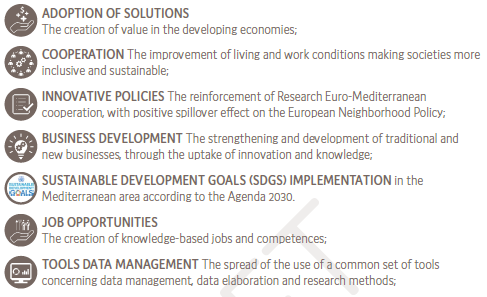 ADOPTION OF SOLUTIONS
The creation of value in the developing economies;
COOPERATION The improvement of living and work conditions making societies more
inclusive and sustainable;
INNOVATIVE POLICIES The reinforcement of Research Euro-Mediterranean
cooperation, with positive spillover effect on the European Neighborhood Policy;
BUSINESS DEVELOPMENT The strengthening and development of traditional and
new businesses, through the uptake of innovation and knowledge;
SUSTAINABLE DEVELOPMENT GOALS (SDGS) IMPLEMENTATION in the
Mediterranean area according to the Agenda 2030.
JOB OPPORTUNITIES
The creation of knowledge-based jobs and competences;
TOOLS DATA MANAGEMENT The spread of the use of a common set of tools
concerning data management, data elaboration and research methods;